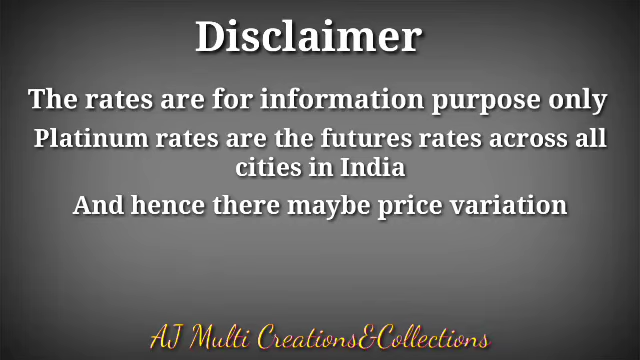 Disclaimer
The rates are for information purpose only
Platinum rates are the futures rates across all
cities in India
And hence there maybe price variation
AJ Multi Creations&Collections